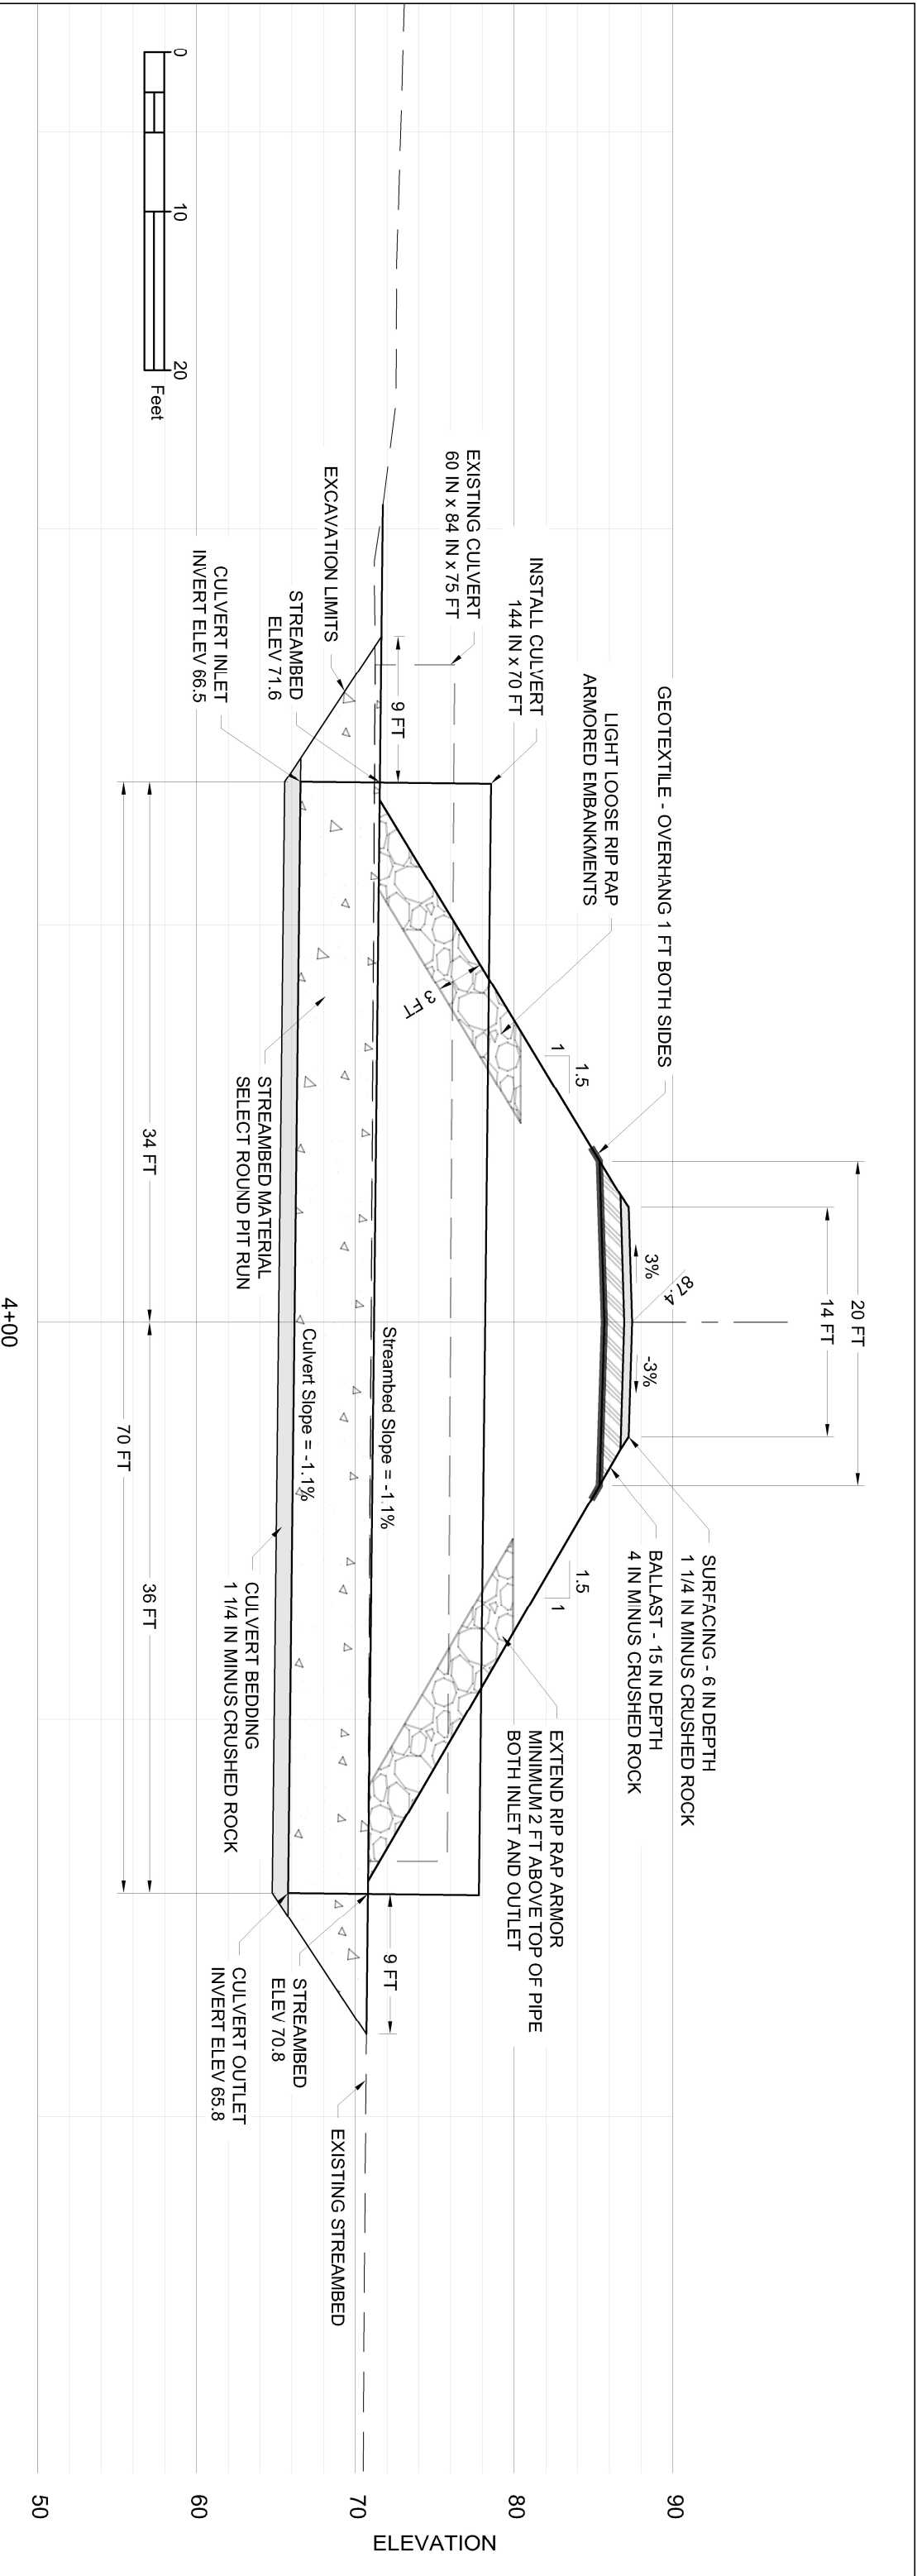 20 FT
14 FT
87.4
3%
-3%
GEOTEXTILE - OVERHANG 1 FT BOTH SIDES
LIGHT LOOSE RIP RAP
ARMORED EMBANKMENTS
INSTALL CULVERT
144 IN x 70 FT
EXISTING CULVERT
60 IN x 84 IN x 75 FT
1.5
1
3 FT
9 FT
SURFACING - 6 IN DEPTH
1 1/4 IN MINUS CRUSHED ROCK
BALLAST - 15 IN DEPTH
4 IN MINUS CRUSHED ROCK
1.5
1
EXTEND RIP RAP ARMOR
MINIMUM 2 FT ABOVE TOP OF PIPE
BOTH INLET AND OUTLET
9 FT
EXCAVATION LIMITS
STREAMBED
ELEV 71.6
CULVERT INLET
INVERT ELEV 66.5
STREAMBED MATERIAL
SELECT ROUND PIT RUN
Streambed Slope = -1.1%
Culvert Slope = -1.1%
CULVERT BEDDING
1 1/4 IN MINUS CRUSHED ROCK
STREAMBED
ELEV 70.8
CULVERT OUTLET
INVERT ELEV 65.8
EXISTING STREAMBED
34 FT
36 FT
70 FT
0
10
20
Feet
4+00
90
80
70
60
50
ELEVATION